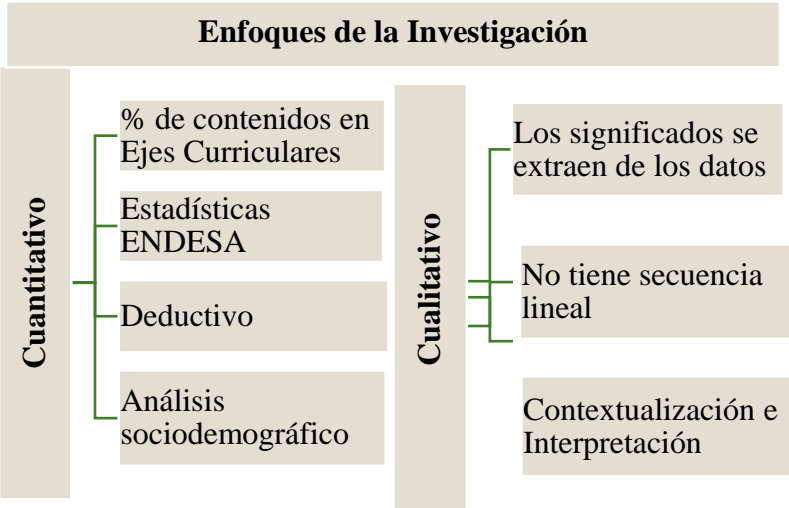 Enfoques de la Investigación
Cuantitativo
% de contenidos en
Ejes Curriculares
Estadísticas
ENDESA
Deductivo
Análisis
sociodemográfico
Cualitativo
Los significados se
extraen de los datos
No tiene secuencia
lineal
Contextualización e
Interpretación